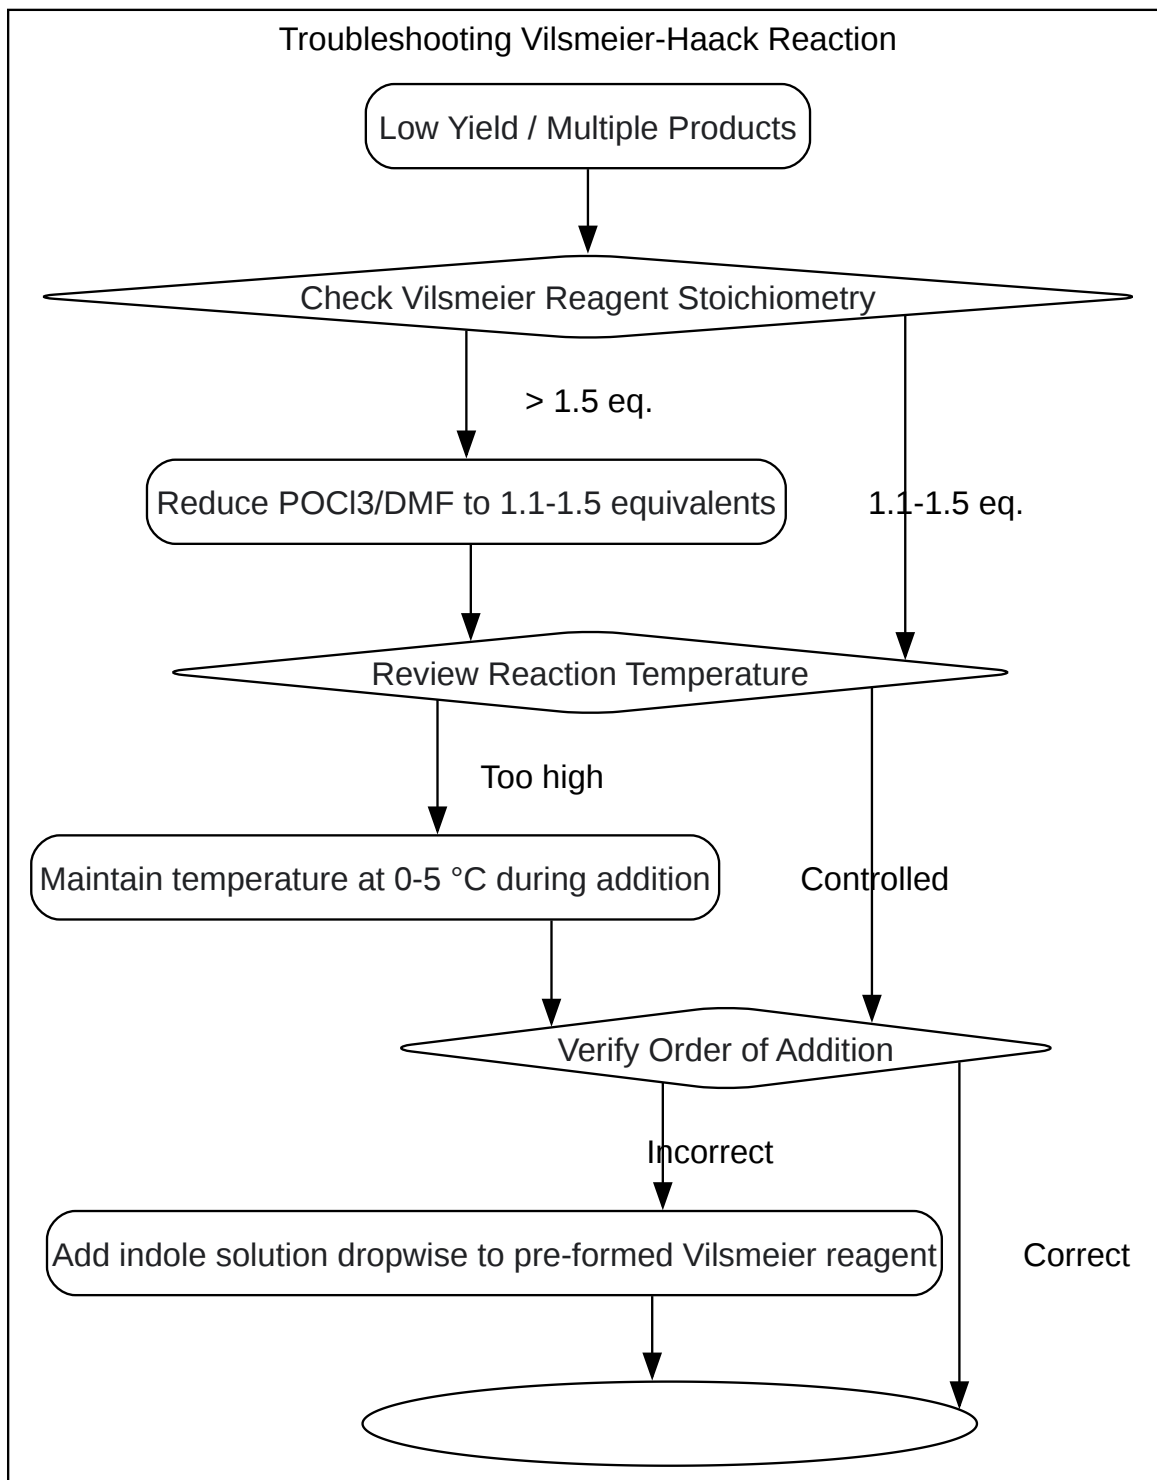 Troubleshooting Vilsmeier-Haack Reaction
Low Yield / Multiple Products
Check Vilsmeier Reagent Stoichiometry
> 1.5 eq.
Reduce POCl3/DMF to 1.1-1.5 equivalents
1.1-1.5 eq.
Review Reaction Temperature
Too high
Maintain temperature at 0-5 °C during addition
Controlled
Verify Order of Addition
Incorrect
Add indole solution dropwise to pre-formed Vilsmeier reagent
Correct